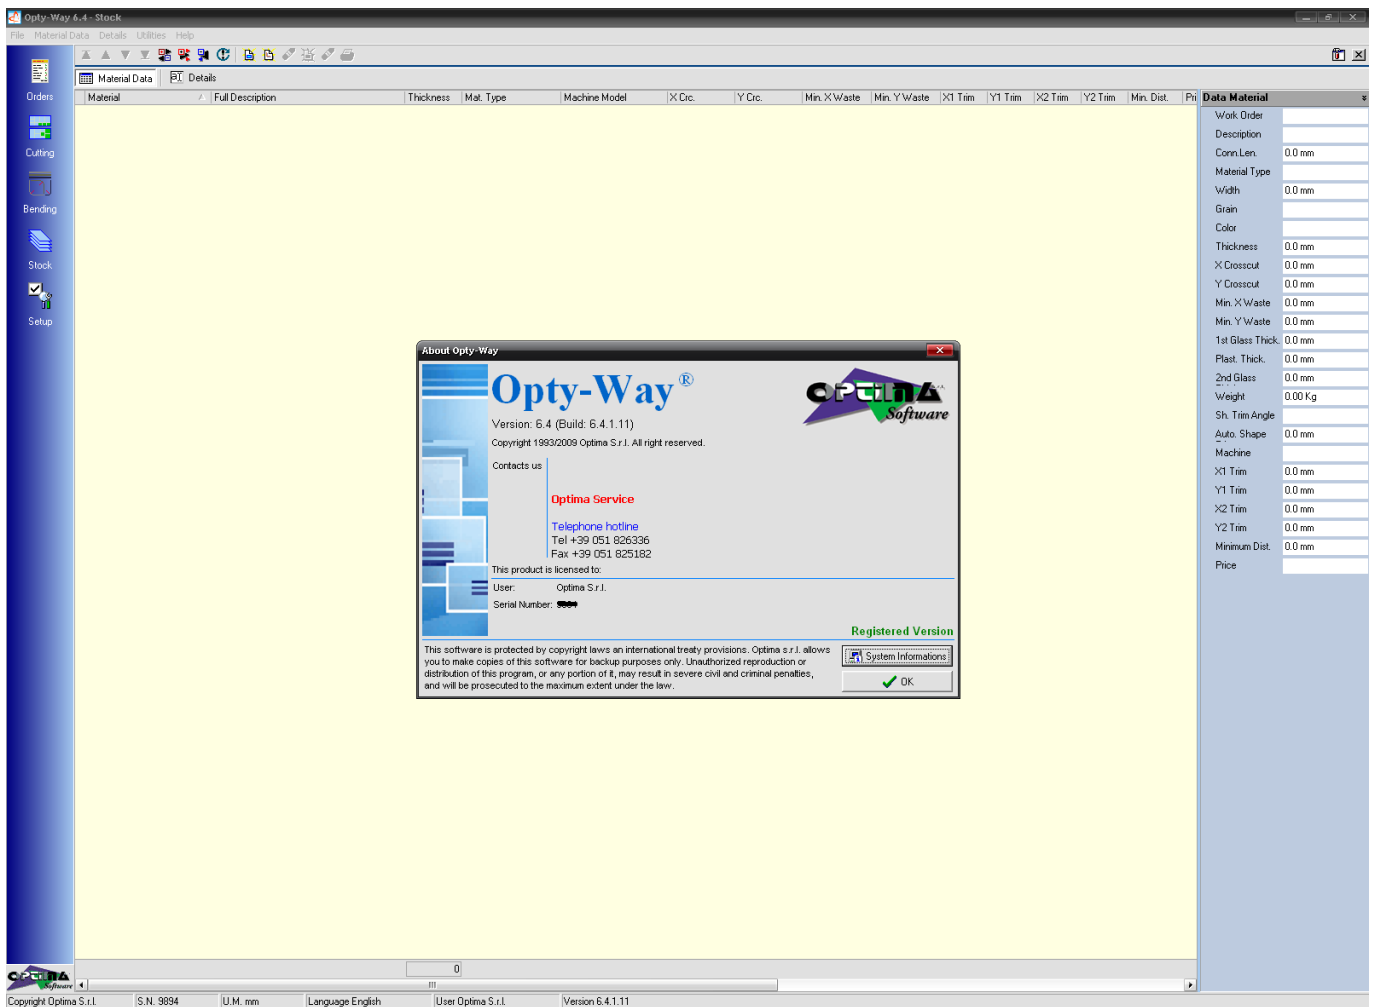 Opty-Way 6.4 - Stock
File Material Data Details Utilities Help
Material Data Details
Orders
Cutting
Bending
Stock
Setup
Material Full Description Thickness Mat. Type Machine Model X Crc. Y Crc. Min. X Waste Min. Y Waste X1 Trim Y1 Trim X2 Trim Y2 Trim Min. Dist. Pri
Data Material
Work Order
Description
Conn.Len. 0.0 mm
Material Type
Width 0.0 mm
Grain
Color
Thickness 0.0 mm
X Crosscut 0.0 mm
Y Crosscut 0.0 mm
Min. X Waste 0.0 mm
Min. Y Waste 0.0 mm
1st Glass Thick. 0.0 mm
Plast. Thick. 0.0 mm
2nd Glass 0.0 mm
Weight 0.00 Kg
Sh. Trim Angle
Auto. Shape 0.0 mm
Machine
X1 Trim 0.0 mm
Y1 Trim 0.0 mm
X2 Trim 0.0 mm
Y2 Trim 0.0 mm
Minimum Dist. 0.0 mm
Price
About Opty-Way
Opty-Way®
OPTIMA
Software
Version: 6.4 (Build: 6.4.1.11)
Copyright 1993/2009 Optima S.r.l. All right reserved.
Contacts us
Optima Service
Telephone hotline
Tel +39 051 826336
Fax +39 051 825182
This product is licensed to:
User: Optima S.r.l.
Serial Number:
Registered Version
This software is protected by copyright laws an international treaty provisions. Optima s.r.l. allows
you to make copies of this software for backup purposes only. Unauthorized reproduction or
distribution of this program, or any portion of it, may result in severe civil and criminal penalties,
and will be prosecuted to the maximum extent under the law.
System Informations
OK
0
OPTIMA
Software
Copyright Optima S.r.l. S.N. 9894 U.M. mm Language English User Optima S.r.l. Version 6.4.1.11